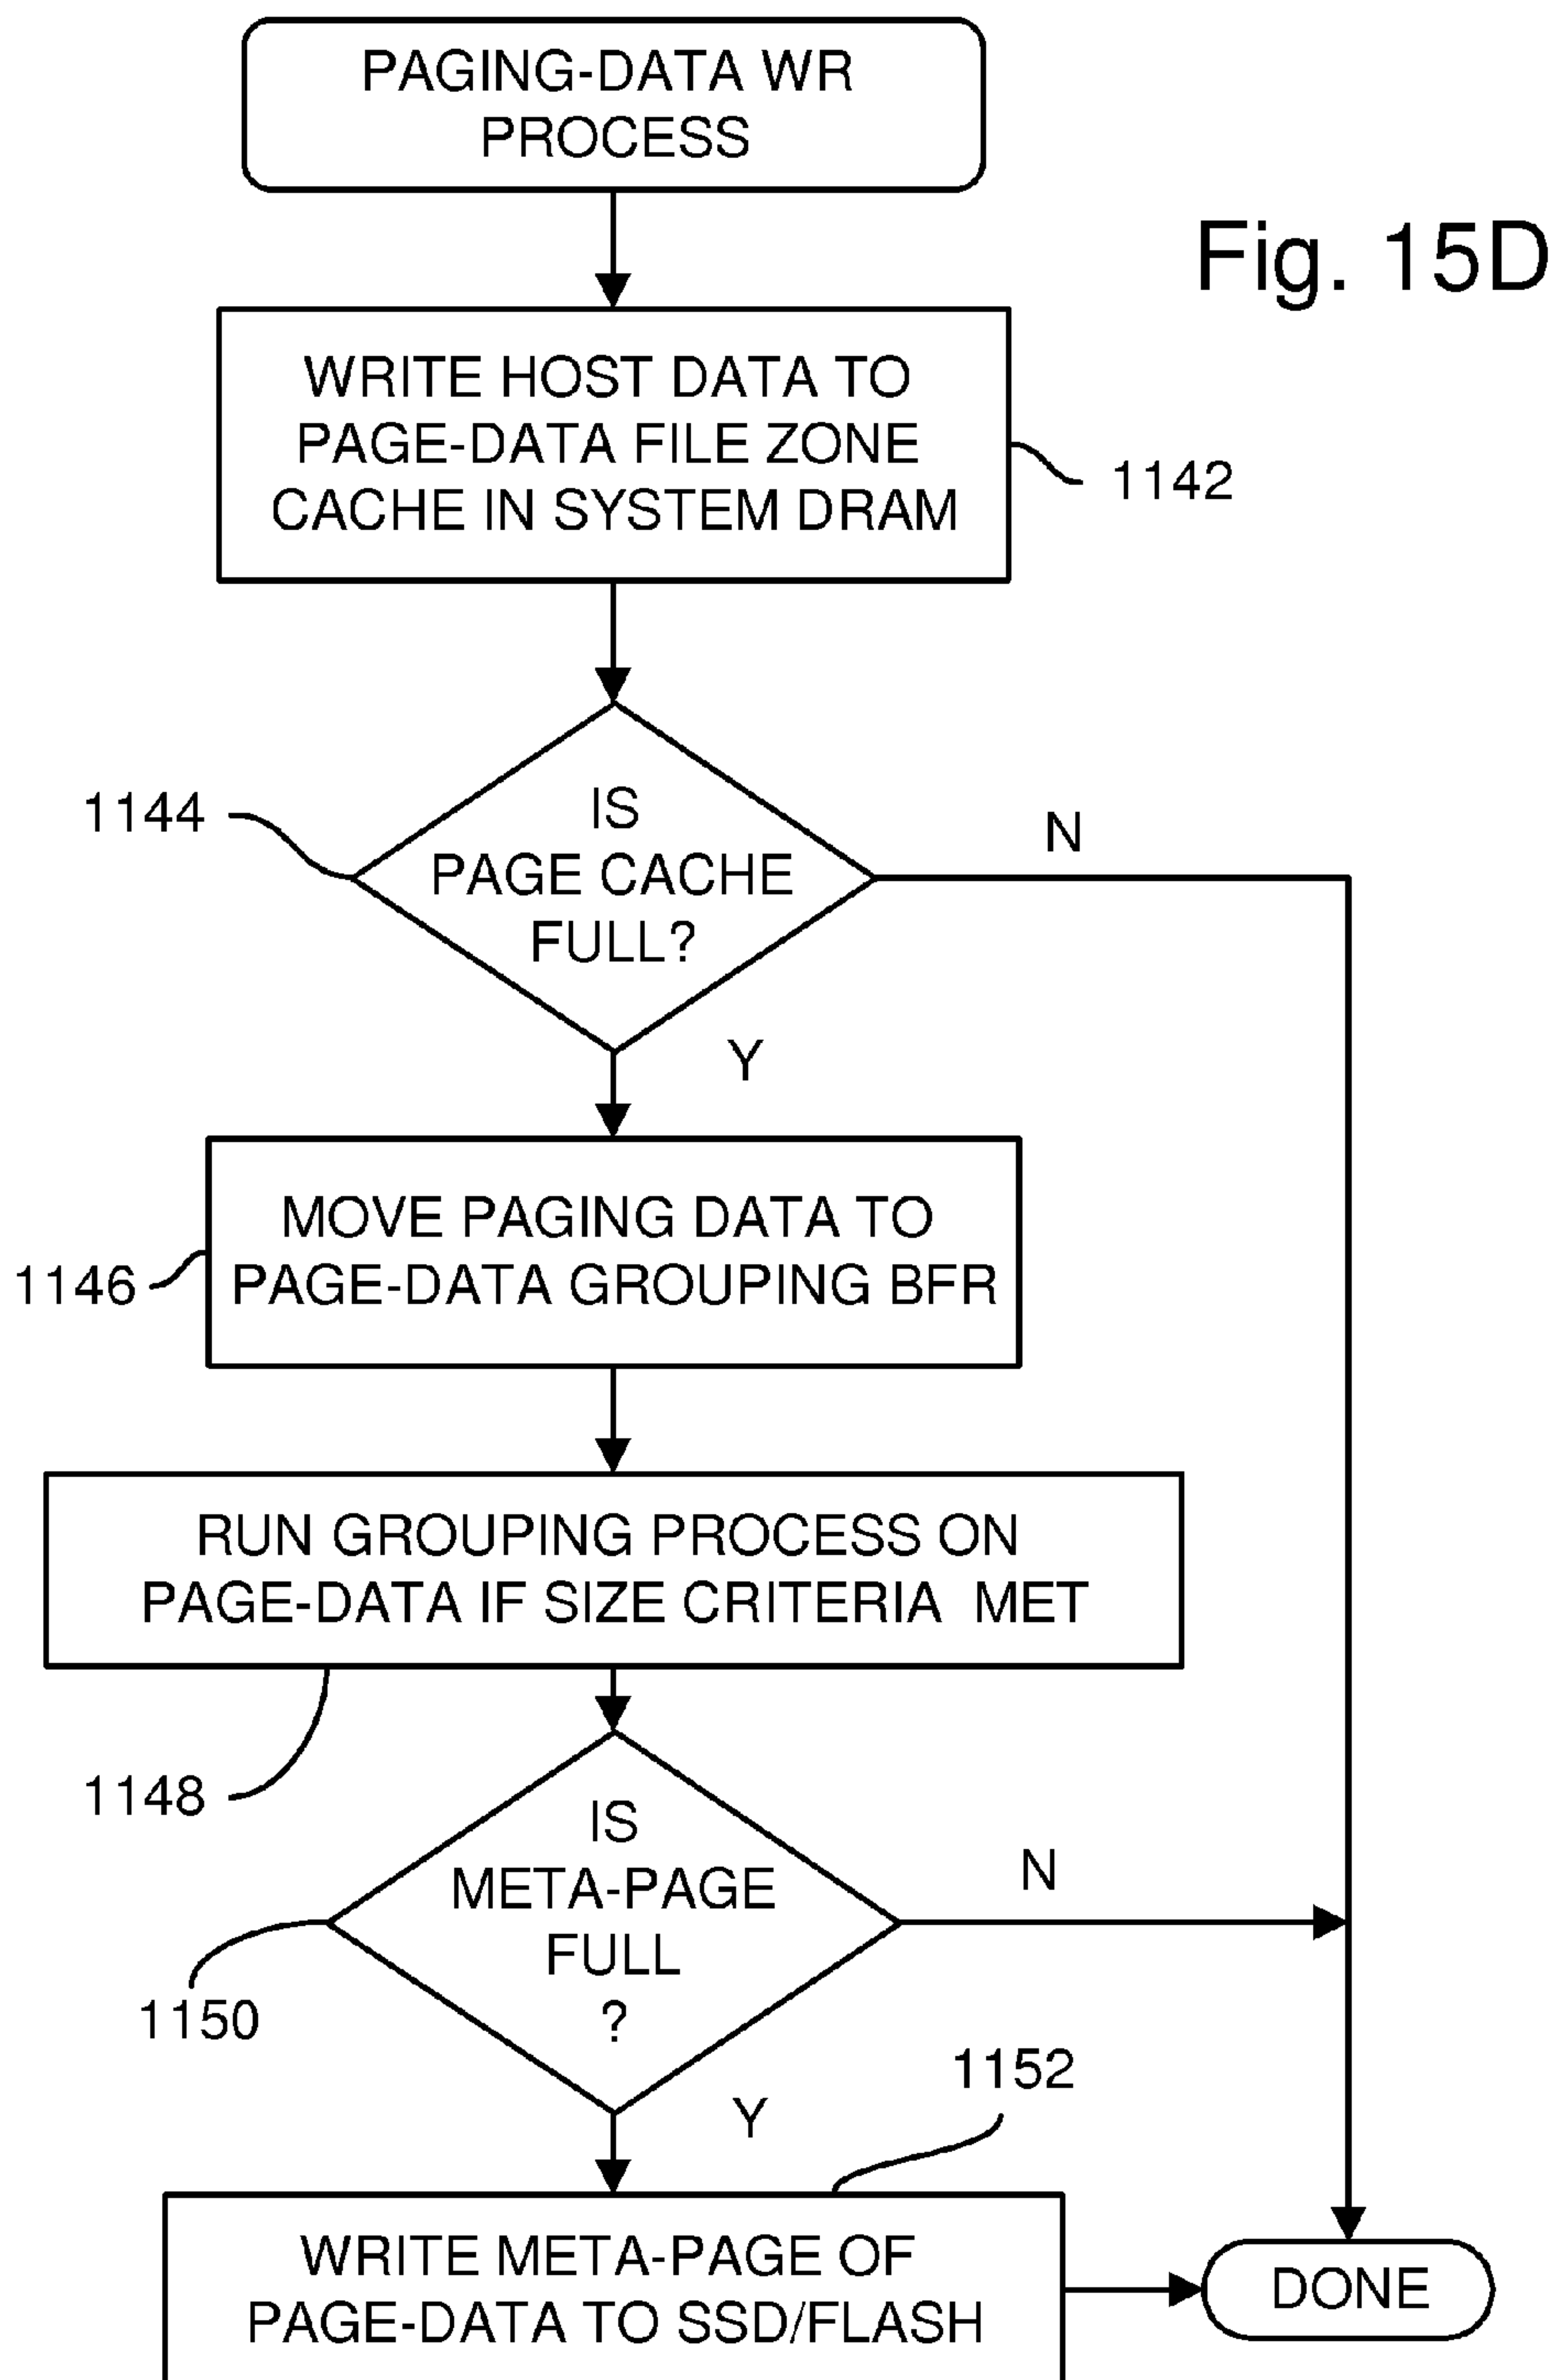 PAGING-DATA WR
PROCESS
Fig. 15D
WRITE HOST DATA TO
PAGE-DATA FILE ZONE
CACHE IN SYSTEM DRAM
1142
1144
IS
PAGE CACHE
FULL?
N
Y
MOVE PAGING DATA TO
PAGE-DATA GROUPING BFR
1146
RUN GROUPING PROCESS ON
PAGE-DATA IF SIZE CRITERIA MET
1148
IS
META-PAGE
FULL
?
N
1150
Y
1152
WRITE META-PAGE OF
PAGE-DATA TO SSD/FLASH
DONE